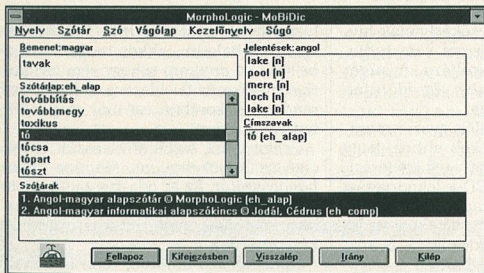 MorphoLogic - MoBiDic
Nyelv Szótár Szó Vágólap Kezelõnyelv Súgó
Bemenet:magyar
tavak
Szótárlap:eh_alap
továbbítás
továbbmegy
toxikus
tó
tócsa
tópart
tószt
Jelentések:angol
lake [n]
pool [n]
mere [n]
loch [n]
lake [n]
Címszavak
tó [eh_alap]
Szótárak
1. Angol-magyar alapszótár © MorphoLogic [eh_alap]
2. Angol-magyar informatikai alapszókincs © Jodál, Cédrus [eh_comp]
Fellapoz Kifejezésben Visszalép Irány Kilép